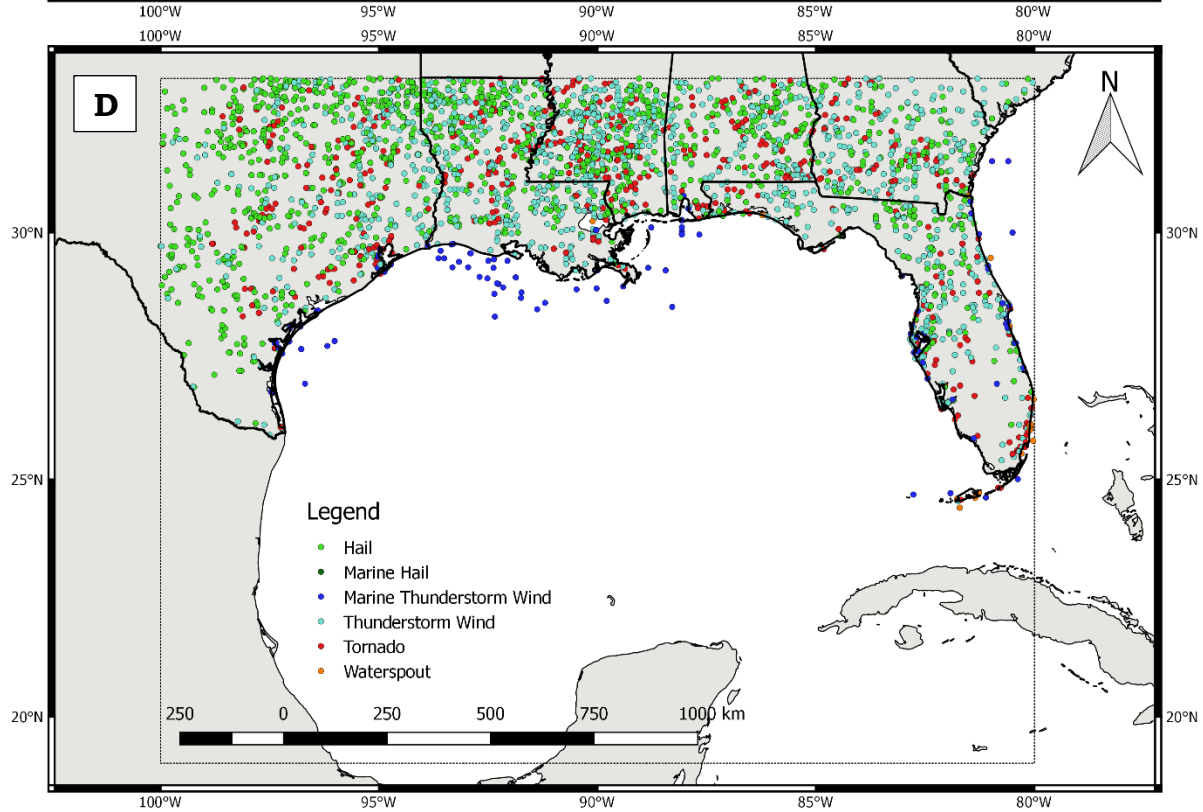 100°W 95°W 90°W 85°W 80°W
100°W 95°W 90°W 85°W 80°W
D
N
30°N 30°N
25°N 25°N
Legend
Hail
Marine Hail
Marine Thunderstorm Wind
Thunderstorm Wind
Tornado
Waterspout
20°N 20°N
250 0 250 500 750 1000 km
100°W 95°W 90°W 85°W 80°W